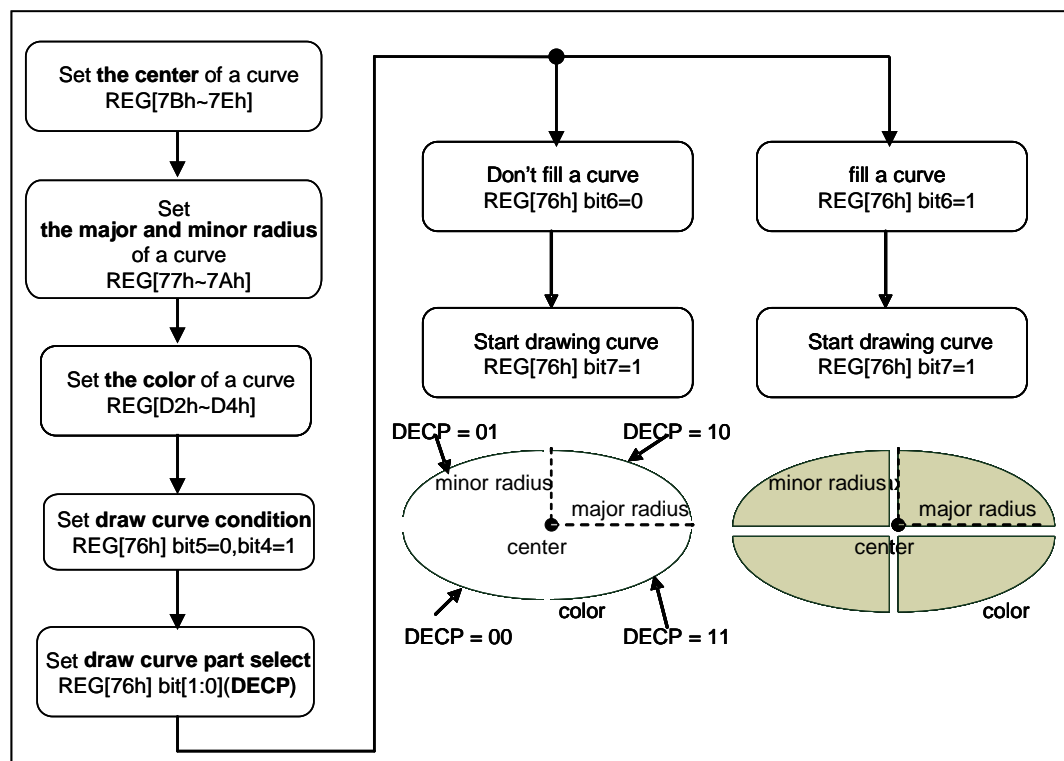 Set the center of a curve
REG[7Bh~7Eh]
Set
the major and minor radius
of a curve
REG[77h~7Ah]
Set the color of a curve
REG[D2h~D4h]
Set draw curve condition
REG[76h] bit5=0,bit4=1
Set draw curve part select
REG[76h] bit[1:0](DECP)
Don't fill a curve
REG[76h] bit6=0
Start drawing curve
REG[76h] bit7=1
fill a curve
REG[76h] bit6=1
Start drawing curve
REG[76h] bit7=1
DECP = 01
DECP = 10
minor radius
major radius
center
color
DECP = 00
DECP = 11
minor radius
major radius
center
color